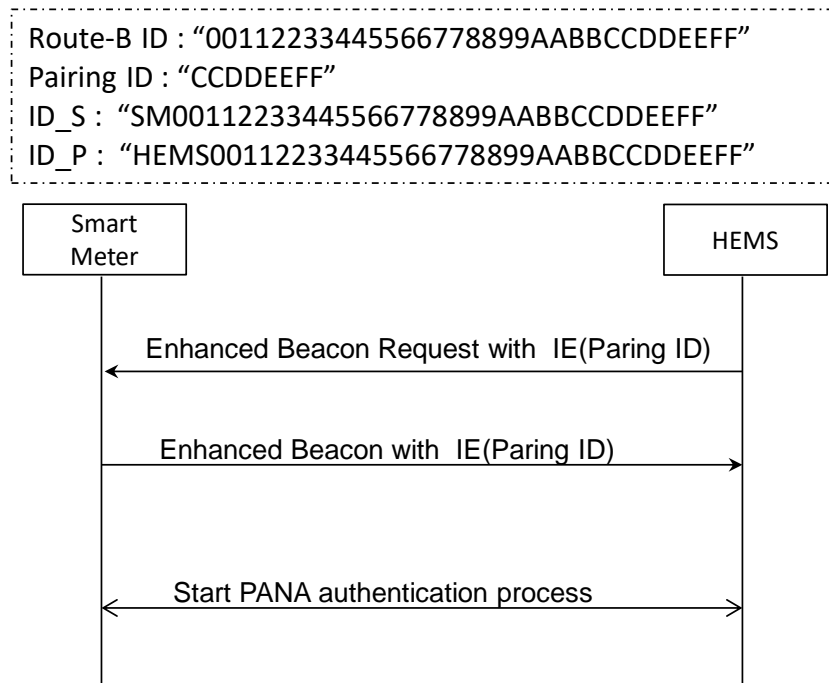 Route-B ID : “00112233445566778899AABBCCDDEEFF”
Pairing ID : “CCDDEEFF”
ID_S :  “SM00112233445566778899AABBCCDDEEFF”
ID_P :  “HEMS00112233445566778899AABBCCDDEEFF”
Smart
Meter
HEMS
Enhanced Beacon Request with  IE(Paring ID)
Enhanced Beacon with  IE(Paring ID)
Start PANA authentication process